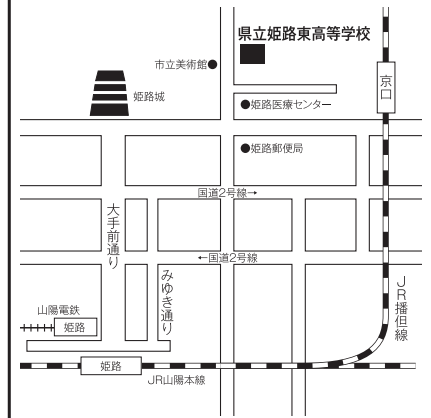 県立姫路東高等学校
市立美術館
京口
姫路城
姫路医療センター
姫路郵便局
国道2号線→
大手前通り
←国道2号線
みゆき通り
JR播但線
山陽電鉄
姫路
姫路
JR山陽本線